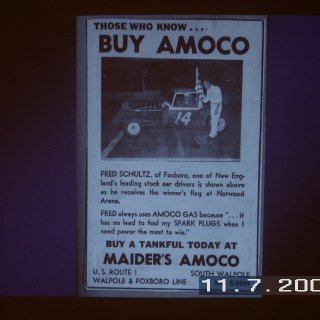 THOSE WHO KNOW...
BUY AMOCO
14
FRED SCHULTZ, of Foxboro, one of New Eng-
land's leading stock car drivers is shown above
as he receives the winner's flag at Norwood
Arena.
FRED always uses AMOCO GAS because "...it
has no lead to foul my SPARK PLUGS when I
need power the most to win."
BUY A TANKFUL TODAY AT
MAIDER'S AMOCO
U.S. ROUTE 1 SOUTH WALPOLE
WALPOLE & FOXBORO LINE
11.7.200